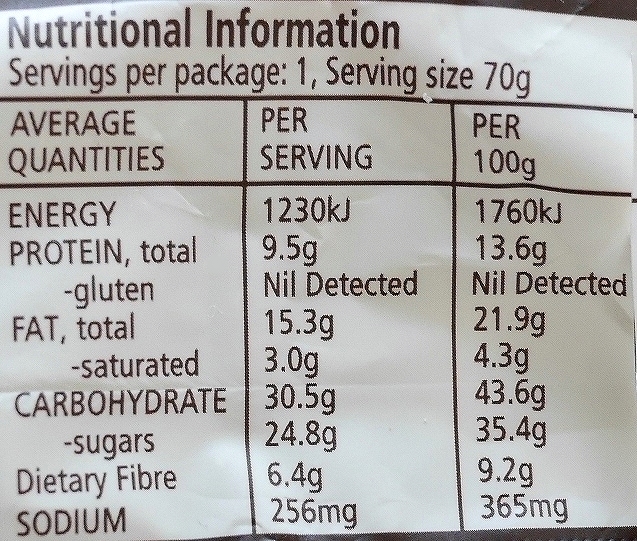 Nutritional Information
Servings per package: 1, Serving size 70g
AVERAGE QUANTITIES PER SERVING PER 100g
ENERGY 1230kJ 1760kJ
PROTEIN, total 9.5g 13.6g
-gluten Nil Detected Nil Detected
FAT, total 15.3g 21.9g
-saturated 3.0g 4.3g
CARBOHYDRATE 30.5g 43.6g
-sugars 24.8g 35.4g
Dietary Fibre 6.4g 9.2g
SODIUM 256mg 365mg